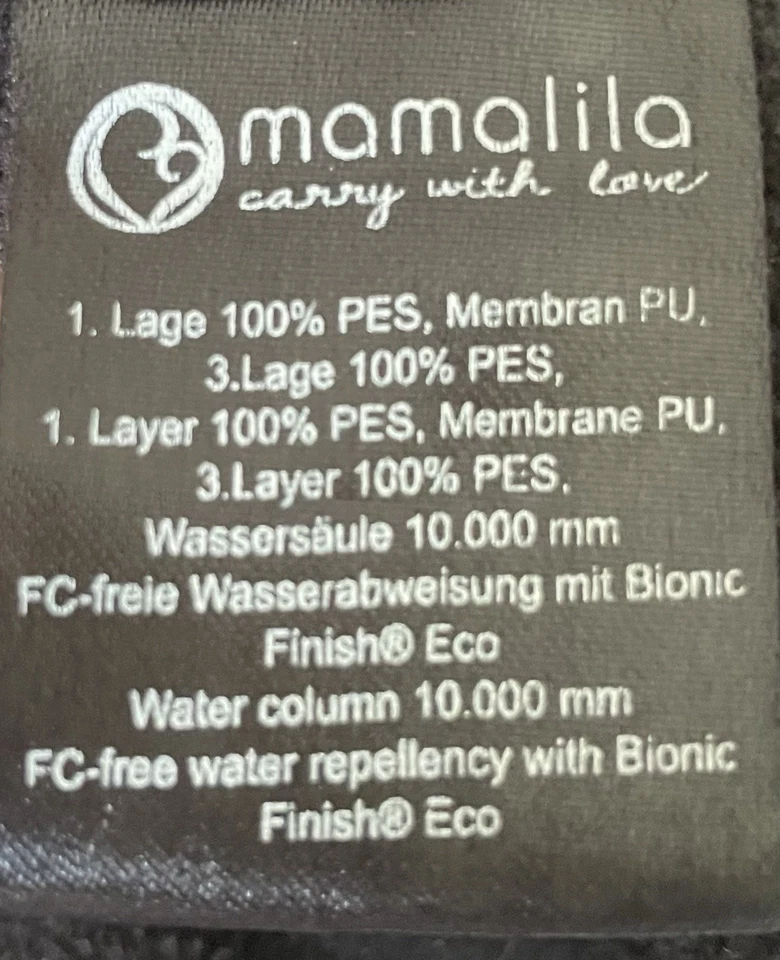 mamalila
carry with love
1. Lage 100% PES, Membran PU,
3.Lage 100% PES,
1. Layer 100% PES, Membrane PU,
3.Layer 100% PES,
Wassersäule 10.000 mm
FC-freie Wasserabweisung mit Bionic
Finish® Eco
Water column 10.000 mm
FC-free water repellency with Bionic
Finish® Eco